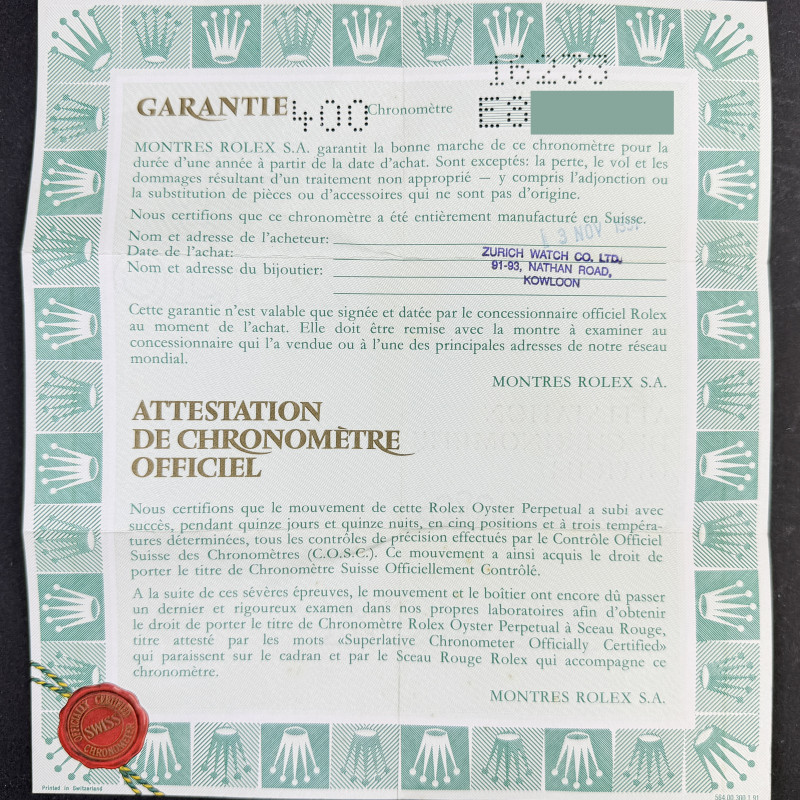 16233
GARANTIE 400 Chronomètre E8
MONTRES ROLEX S.A. garantit la bonne marche de ce chronomètre pour la
durée d'une année à partir de la date d'achat. Sont exceptés: la perte, le vol et les
dommages résultant d'un traitement non approprié — y compris l'adjonction ou
la substitution de pièces ou d'accessoires qui ne sont pas d'origine.
Nous certifions que ce chronomètre a été entièrement manufacturé en Suisse.
Nom et adresse de l'acheteur:
Date de l'achat:
Nom et adresse du bijoutier:
1 3 NOV 1991
ZURICH WATCH CO. LTD,
91-93, NATHAN ROAD,
KOWLOON
Cette garantie n'est valable que signée et datée par le concessionnaire officiel Rolex
au moment de l'achat. Elle doit être remise avec la montre à examiner au
concessionnaire qui l'a vendue ou à l'une des principales adresses de notre réseau
mondial.
MONTRES ROLEX S.A.
ATTESTATION
DE CHRONOMÈTRE
OFFICIEL
Nous certifions que le mouvement de cette Rolex Oyster Perpetual a subi avec
succès, pendant quinze jours et quinze nuits, en cinq positions et à trois tempéra-
tures déterminées, tous les contrôles de précision effectués par le Contrôle Officiel
Suisse des Chronomètres (C.O.S.C.). Ce mouvement a ainsi acquis le droit de
porter le titre de Chronomètre Suisse Officiellement Contrôlé.
A la suite de ces sévères épreuves, le mouvement et le boîtier ont encore dû passer
un dernier et rigoureux examen dans nos propres laboratoires afin d'obtenir
le droit de porter le titre de Chronomètre Rolex Oyster Perpetual à Sceau Rouge,
titre attesté par les mots «Superlative Chronometer Officially Certified»
qui paraissent sur le cadran et par le Sceau Rouge Rolex qui accompagne ce
chronomètre.
MONTRES ROLEX S.A.
OFFICIALLY CERTIFIED
SWISS
CHRONOMETER
Printed in Switzerland
564.00.300.1.91